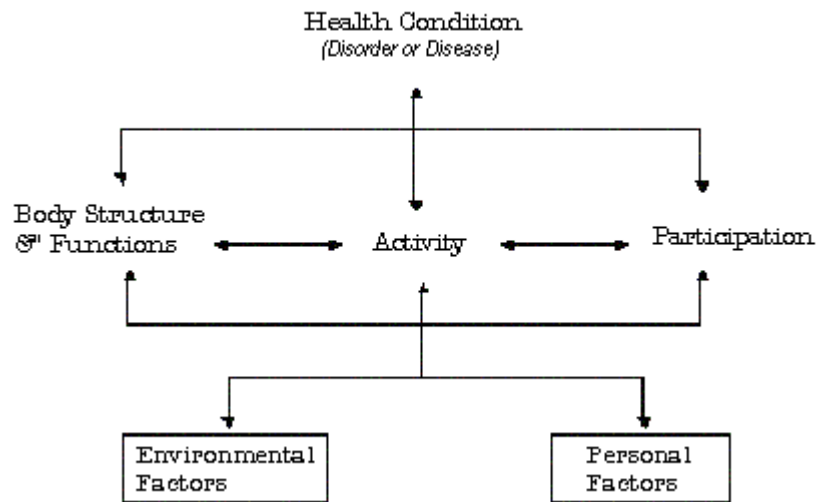 Health Condition
(Disorder or Disease)
Body Structure
& Functions
Activity
Participation
Environmental
Factors
Personal
Factors